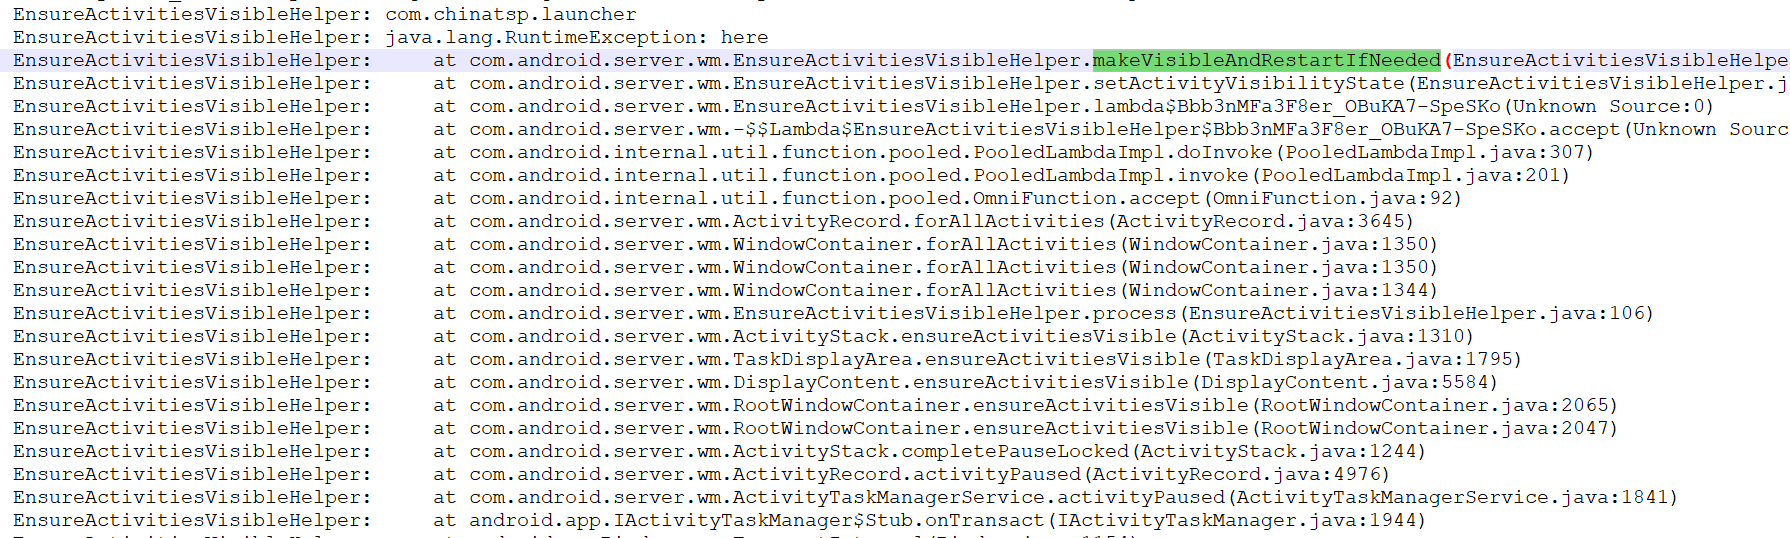 EnsureActivitiesVisibleHelper: com.chinatsp.launcher
EnsureActivitiesVisibleHelper: java.lang.RuntimeException: here
EnsureActivitiesVisibleHelper: at com.android.server.wm.EnsureActivitiesVisibleHelper.makeVisibleAndRestartIfNeeded(EnsureActivitiesVisibleHelpe
EnsureActivitiesVisibleHelper: at com.android.server.wm.EnsureActivitiesVisibleHelper.setActivityVisibilityState(EnsureActivitiesVisibleHelper.j
EnsureActivitiesVisibleHelper: at com.android.server.wm.EnsureActivitiesVisibleHelper.lambda$Bbb3nMFa3F8er_OBuKA7-SpeSKo(Unknown Source:0)
EnsureActivitiesVisibleHelper: at com.android.server.wm.-$$Lambda$EnsureActivitiesVisibleHelper$Bbb3nMFa3F8er_OBuKA7-SpeSKo.accept(Unknown Sourc
EnsureActivitiesVisibleHelper: at com.android.internal.util.function.pooled.PooledLambdaImpl.doInvoke(PooledLambdaImpl.java:307)
EnsureActivitiesVisibleHelper: at com.android.internal.util.function.pooled.PooledLambdaImpl.invoke(PooledLambdaImpl.java:201)
EnsureActivitiesVisibleHelper: at com.android.internal.util.function.pooled.OmniFunction.accept(OmniFunction.java:92)
EnsureActivitiesVisibleHelper: at com.android.server.wm.ActivityRecord.forAllActivities(ActivityRecord.java:3645)
EnsureActivitiesVisibleHelper: at com.android.server.wm.WindowContainer.forAllActivities(WindowContainer.java:1350)
EnsureActivitiesVisibleHelper: at com.android.server.wm.WindowContainer.forAllActivities(WindowContainer.java:1350)
EnsureActivitiesVisibleHelper: at com.android.server.wm.WindowContainer.forAllActivities(WindowContainer.java:1344)
EnsureActivitiesVisibleHelper: at com.android.server.wm.EnsureActivitiesVisibleHelper.process(EnsureActivitiesVisibleHelper.java:106)
EnsureActivitiesVisibleHelper: at com.android.server.wm.ActivityStack.ensureActivitiesVisible(ActivityStack.java:1310)
EnsureActivitiesVisibleHelper: at com.android.server.wm.TaskDisplayArea.ensureActivitiesVisible(TaskDisplayArea.java:1795)
EnsureActivitiesVisibleHelper: at com.android.server.wm.DisplayContent.ensureActivitiesVisible(DisplayContent.java:5584)
EnsureActivitiesVisibleHelper: at com.android.server.wm.RootWindowContainer.ensureActivitiesVisible(RootWindowContainer.java:2065)
EnsureActivitiesVisibleHelper: at com.android.server.wm.RootWindowContainer.ensureActivitiesVisible(RootWindowContainer.java:2047)
EnsureActivitiesVisibleHelper: at com.android.server.wm.ActivityStack.completePauseLocked(ActivityStack.java:1244)
EnsureActivitiesVisibleHelper: at com.android.server.wm.ActivityRecord.activityPaused(ActivityRecord.java:4976)
EnsureActivitiesVisibleHelper: at com.android.server.wm.ActivityTaskManagerService.activityPaused(ActivityTaskManagerService.java:1841)
EnsureActivitiesVisibleHelper: at android.app.IActivityTaskManager$Stub.onTransact(IActivityTaskManager.java:1944)